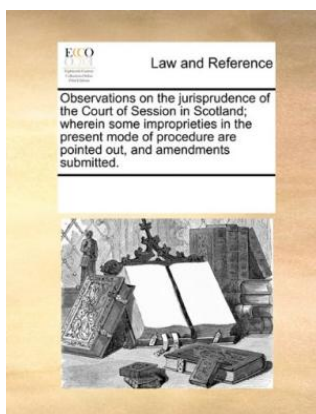 ECCO
Law and Reference
Observations on the jurisprudence of
the Court of Session in Scotland;
wherein some improprieties in the
present mode of procedure are
pointed out, and amendments
submitted.